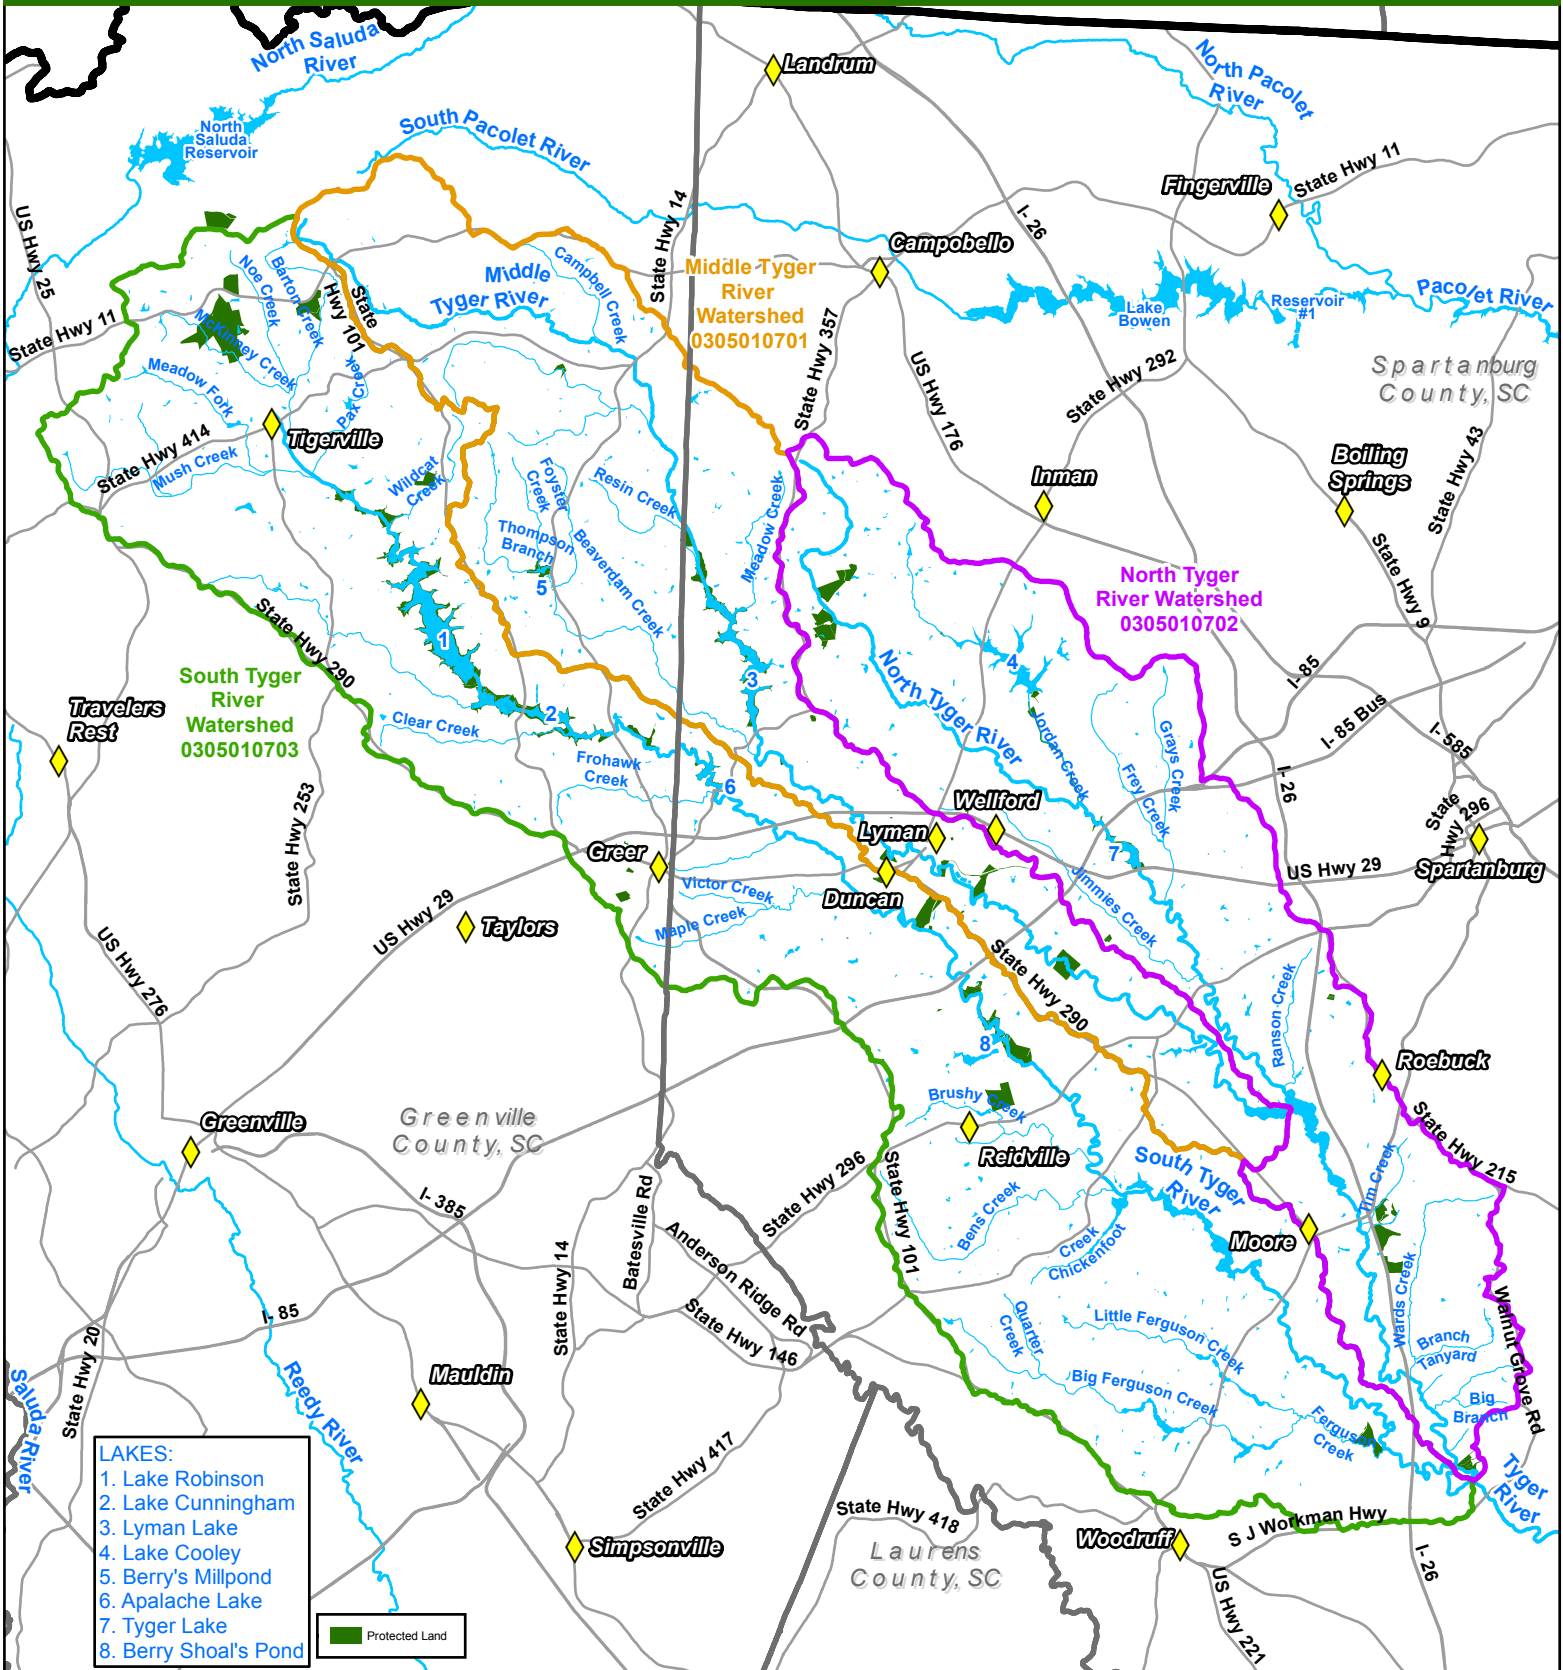 North Saluda
River
Landrum
North Pacolet
River
North
Saluda
Reservoir
South Pacolet River
State Hwy 11
Fingerville
US Hwy 25
State Hwy 14
I- 26
Campobello
Noe Creek
Barton Creek
State
Hwy 101
Middle
Tyger River
Campbell Creek
Middle Tyger
River
Watershed
0305010701
Lake
Bowen
Reservoir
#1
Pacolet River
State Hwy 11
McKinney Creek
State Hwy 357
US Hwy 176
State Hwy 292
Spartanburg
County, SC
Meadow Fork
Pax Creek
Tigerville
State Hwy 414
Mush Creek
Wildcat
Creek
Foyster
Creek
Resin Creek
Meadow Creek
Inman
Boiling
Springs
State Hwy 43
Thompson
Branch
5
Beaverdam Creek
State Hwy 9
North Tyger
River Watershed
0305010702
State Hwy 290
1
South Tyger
River
Watershed
0305010703
2
3
4
North Tyger River
Jordan Creek
Grays Creek
Frey Creek
I- 85
I- 85 Bus
I- 585
Travelers
Rest
Clear Creek
Frohawk
Creek
6
State Hwy 253
I- 26
State
Hwy 296
Wellford
Lyman
Greer
7
US Hwy 29
Spartanburg
Duncan
Victor Creek
Maple Creek
Jimmies Creek
US Hwy 29
Taylors
US Hwy 276
State Hwy 290
Ranson Creek
8
Roebuck
Brushy Creek
Reidville
Greenville
Greenville
County, SC
State Hwy 215
Tim Creek
South Tyger
River
State Hwy 296
State Hwy 101
Bens Creek
Creek
Chickenfoot
Moore
I- 385
Batesville Rd
Anderson Ridge Rd
State Hwy 14
State Hwy 146
Quarter
Creek
Little Ferguson Creek
Wards Creek
Walnut Grove Rd
Branch
Tanyard
I- 85
State Hwy 20
Mauldin
Reedy River
Saluda River
Big Ferguson Creek
Ferguson
Creek
Big
Branch
Tyger
River
State Hwy 417
State Hwy 418
Simpsonville
Laurens
County, SC
Woodruff
S J Workman Hwy
US Hwy 221
I- 26
LAKES:
1. Lake Robinson
2. Lake Cunningham
3. Lyman Lake
4. Lake Cooley
5. Berry's Millpond
6. Apalache Lake
7. Tyger Lake
8. Berry Shoal's Pond
Protected Land